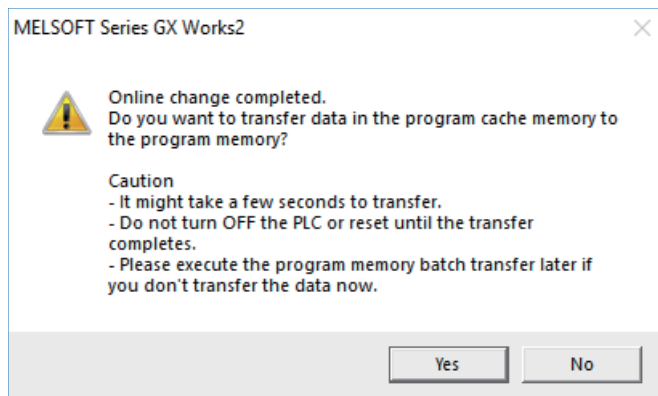 MELSOFT Series GX Works2
Online change completed.
Do you want to transfer data in the program cache memory to
the program memory?
Caution
- It might take a few seconds to transfer.
- Do not turn OFF the PLC or reset until the transfer
completes.
- Please execute the program memory batch transfer later if
you don't transfer the data now.
Yes
No